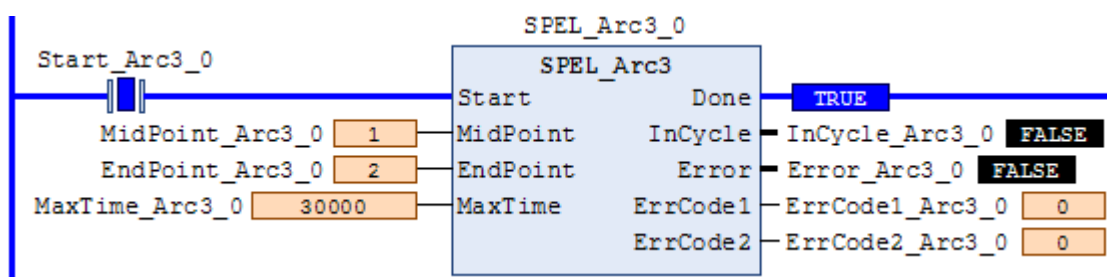 SPEL_Arc3_0
Start_Arc3_0 SPEL_Arc3
Start Done TRUE
MidPoint_Arc3_0 1 MidPoint InCycle InCycle_Arc3_0 FALSE
EndPoint_Arc3_0 2 EndPoint Error Error_Arc3_0 FALSE
MaxTime_Arc3_0 30000 MaxTime ErrCode1 ErrCode1_Arc3_0 0
ErrCode2 ErrCode2_Arc3_0 0